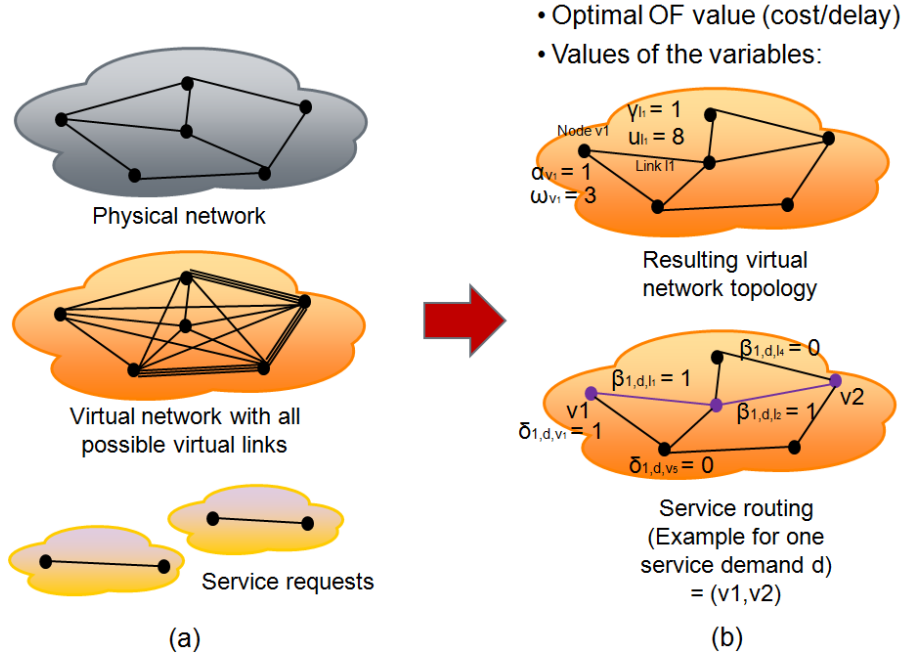 Physical network
Virtual network with all
possible virtual links
Service requests
(a)
• Optimal OF value (cost/delay)
• Values of the variables:
γl₁ = 1
Node v1
ul₁ = 8
Link l1
αv₁ = 1
ωv₁ = 3
Resulting virtual
network topology
β1,d,l₄ = 0
β1,d,l₁ = 1
v1
v2
β1,d,l₂ = 1
δ1,d,v₁ = 1
δ1,d,v₅ = 0
Service routing
(Example for one
service demand d)
= (v1,v2)
(b)